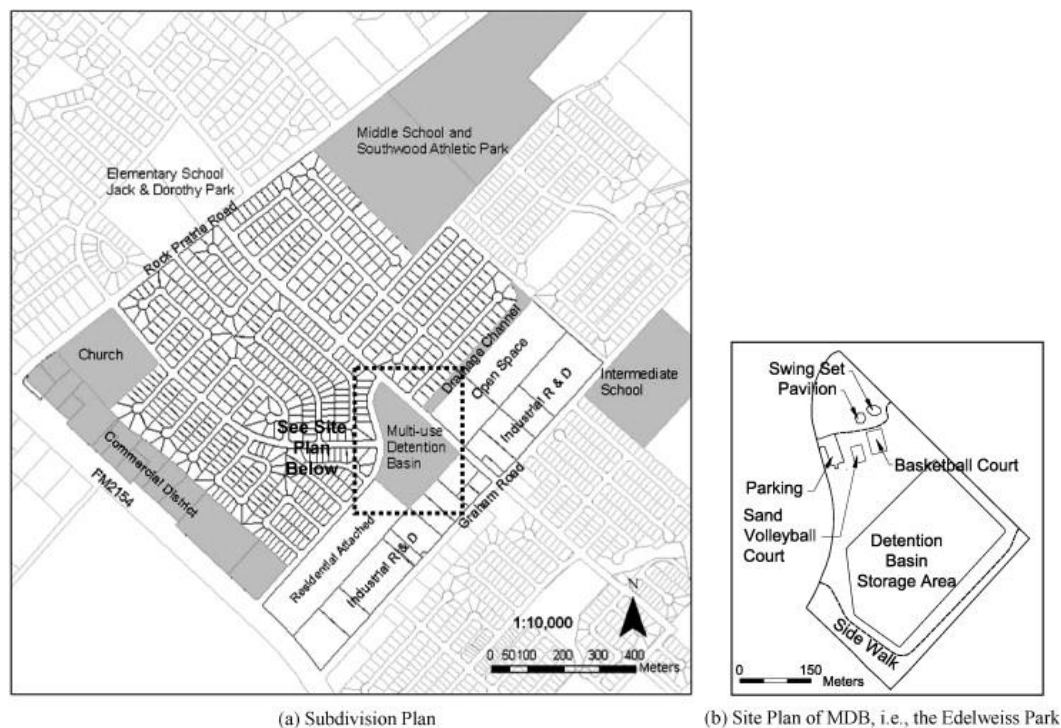 Middle School and
Southwood Athletic Park
Elementary School
Jack & Dorothy Park
Rock Prairie Road
Church
Drainage Channel
Open Space
Intermediate
School
Industrial R & D
See Site
Plan
Below
Multi-use
Detention
Basin
Commercial District
FM2154
Graham Road
Residential Attached
Industrial R & D
N
1:10,000
0 50 100 200 300 400
Meters
(a) Subdivision Plan
Swing Set
Pavilion
Basketball Court
Parking
Sand
Volleyball
Court
Detention
Basin
Storage Area
Side Walk
0 150
Meters
(b) Site Plan of MDB, i.e., the Edelweiss Park